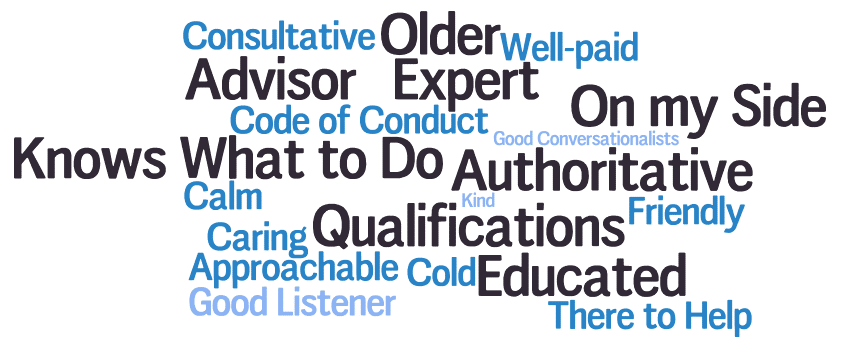 Consultative
Older
Well-paid
Advisor
Expert
On my Side
Code of Conduct
Good Conversationalists
Knows What to Do
Authoritative
Calm
Kind
Friendly
Caring
Qualifications
Approachable
Cold
Educated
Good Listener
There to Help